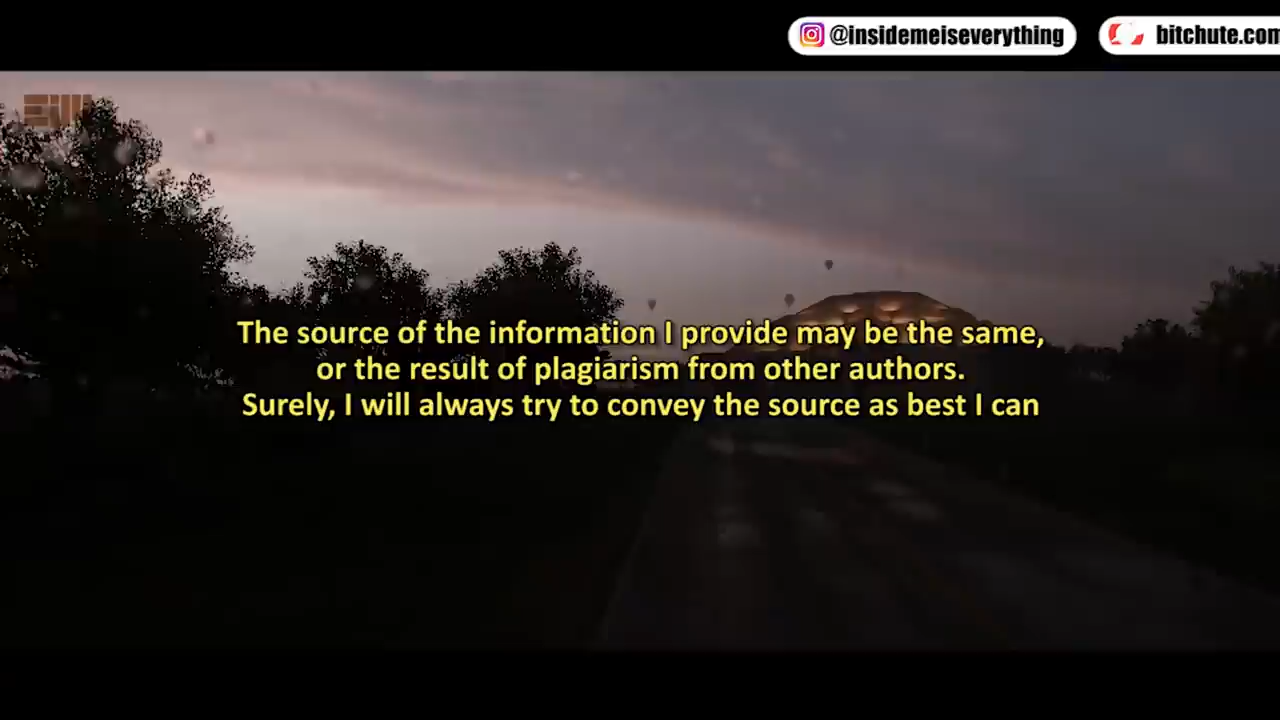 @insidemeiseverything
bitchute.com
EIW
The source of the information I provide may be the same,
or the result of plagiarism from other authors.
Surely, I will always try to convey the source as best I can